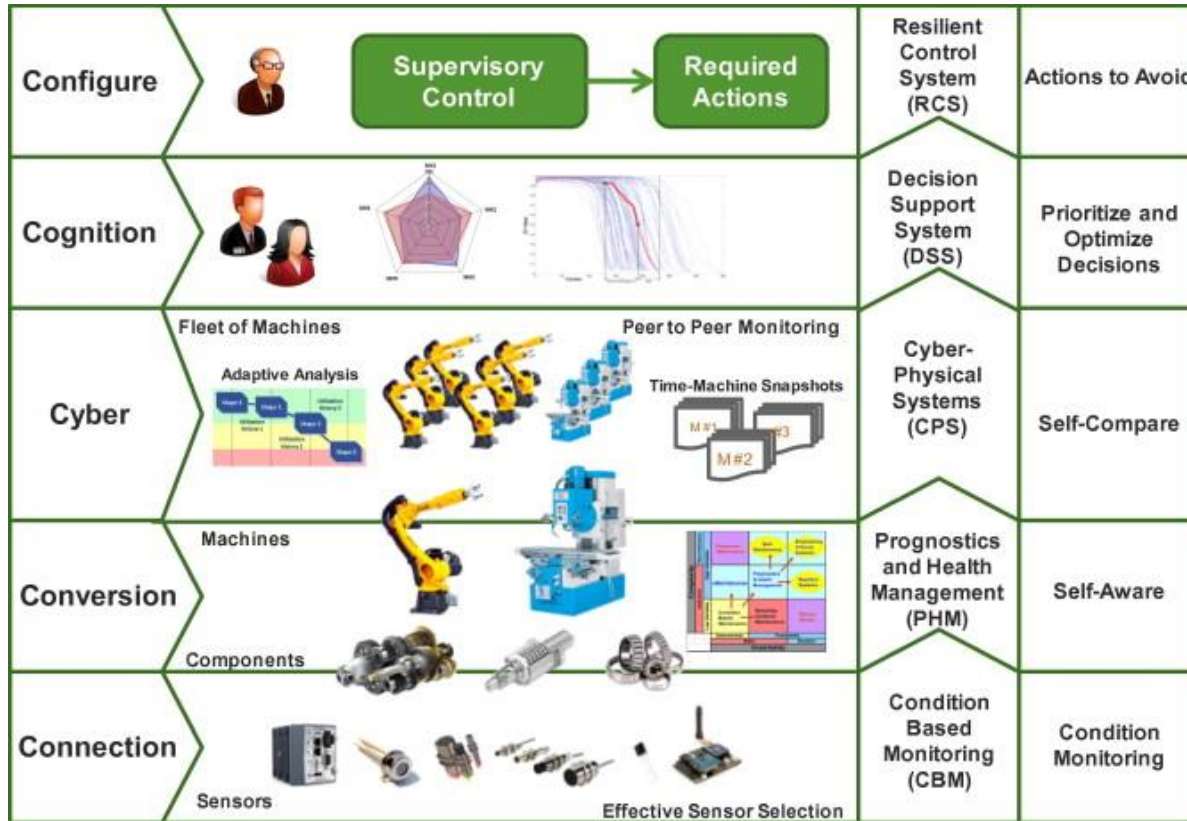 Configure
Supervisory
Control
Required
Actions
Resilient
Control
System
(RCS)
Actions to Avoid
Cognition
Decision
Support
System
(DSS)
Prioritize and
Optimize
Decisions
Cyber
Fleet of Machines
Peer to Peer Monitoring
Adaptive Analysis
Time-Machine Snapshots
M #1
#3
M #2
Cyber-
Physical
Systems
(CPS)
Self-Compare
Conversion
Machines
Components
Prognostics
and Health
Management
(PHM)
Self-Aware
Connection
Sensors
Effective Sensor Selection
Condition
Based
Monitoring
(CBM)
Condition
Monitoring